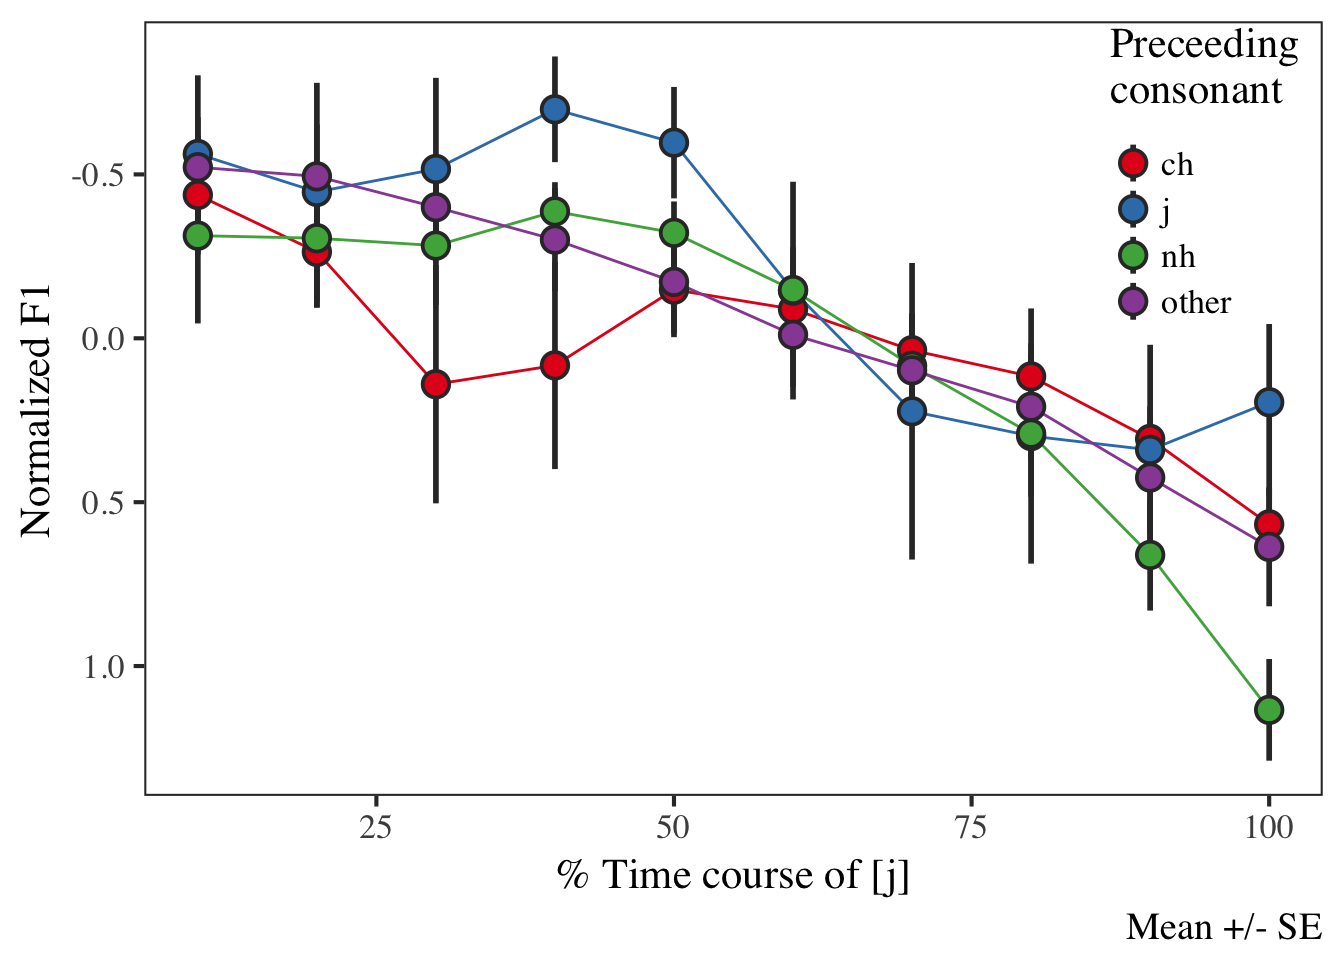 Preceeding
consonant
ch
j
nh
other
Normalized F1
-0.5
0.0
0.5
1.0
25
50
75
100
% Time course of [j]
Mean +/- SE